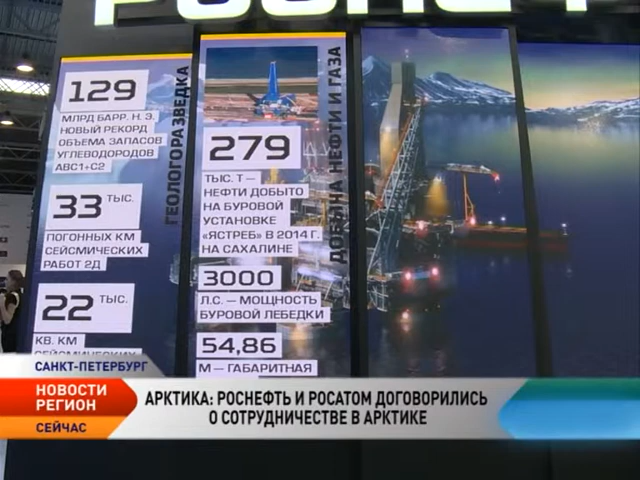 РОСНЕФТ
129
МЛРД БАРР. Н. Э.
НОВЫЙ РЕКОРД
ОБЪЕМА ЗАПАСОВ
УГЛЕВОДОРОДОВ
АВС1+С2
33 ТЫС.
ПОГОННЫХ КМ
СЕЙСМИЧЕСКИХ
РАБОТ 2Д
22 ТЫС.
КВ. КМ
СЕЙСМИЧЕСКИХ
ГЕОЛОГОРАЗВЕДКА
279
ТЫС. Т —
НЕФТИ ДОБЫТО
НА БУРОВОЙ
УСТАНОВКЕ
«ЯСТРЕБ» В 2014 Г.
НА САХАЛИНЕ
3000
Л.С. — МОЩНОСТЬ
БУРОВОЙ ЛЕБЕДКИ
54,86
М — ГАБАРИТНАЯ
ДОБЫЧА НЕФТИ И ГАЗА
САНКТ-ПЕТЕРБУРГ
НОВОСТИ
РЕГИОН
СЕЙЧАС
АРКТИКА: РОСНЕФТЬ И РОСАТОМ ДОГОВОРИЛИСЬ
О СОТРУДНИЧЕСТВЕ В АРКТИКЕ